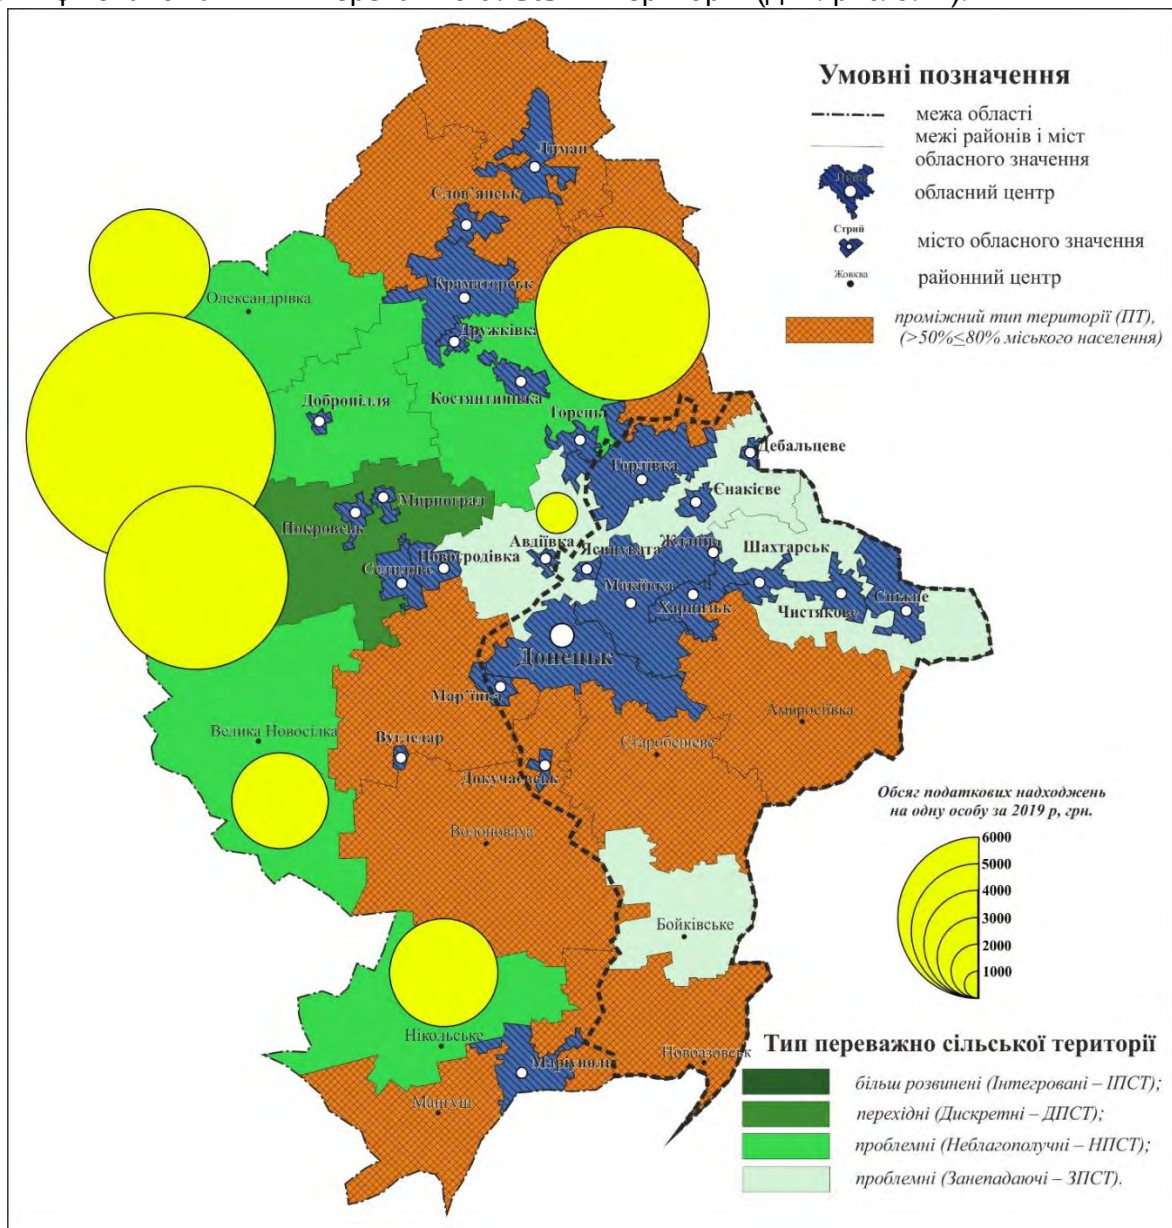 Умовні позначення
межа області
межі районів і міст
обласного значення
обласний центр
Стрий
місто обласного значення
Жовква
районний центр
проміжний тип території (ПТ),
(>50%≤80% міського населення)
Лиман
Слов'янськ
Краматорськ
Олександрівка
Дружківка
Добропілля
Костянтинівка
Торецьк
Дебальцеве
Горлівка
Єнакієве
Мирноград
Покровськ
Авдіївка
Ясинувата
Жданівка
Шахтарськ
Новогродівка
Селидове
Макіївка
Харцизьк
Чистякове
Сніжне
Донецьк
Мар'їнка
Амвросіївка
Велика Новосілка
Вугледар
Старобешеве
Докучаєвськ
Волноваха
Обсяг податкових надходжень
на одну особу за 2019 р, грн.
6000
5000
4000
3000
2000
1000
Бойківське
Нікольське
Новоазовськ
Маріуполь
Мангуш
Тип переважно сільської території
більш розвинені (Інтегровані – ІПСТ);
перехідні (Дискретні – ДПСТ);
проблемні (Неблагополучні – НПСТ);
проблемні (Занепадаючі – ЗПСТ).